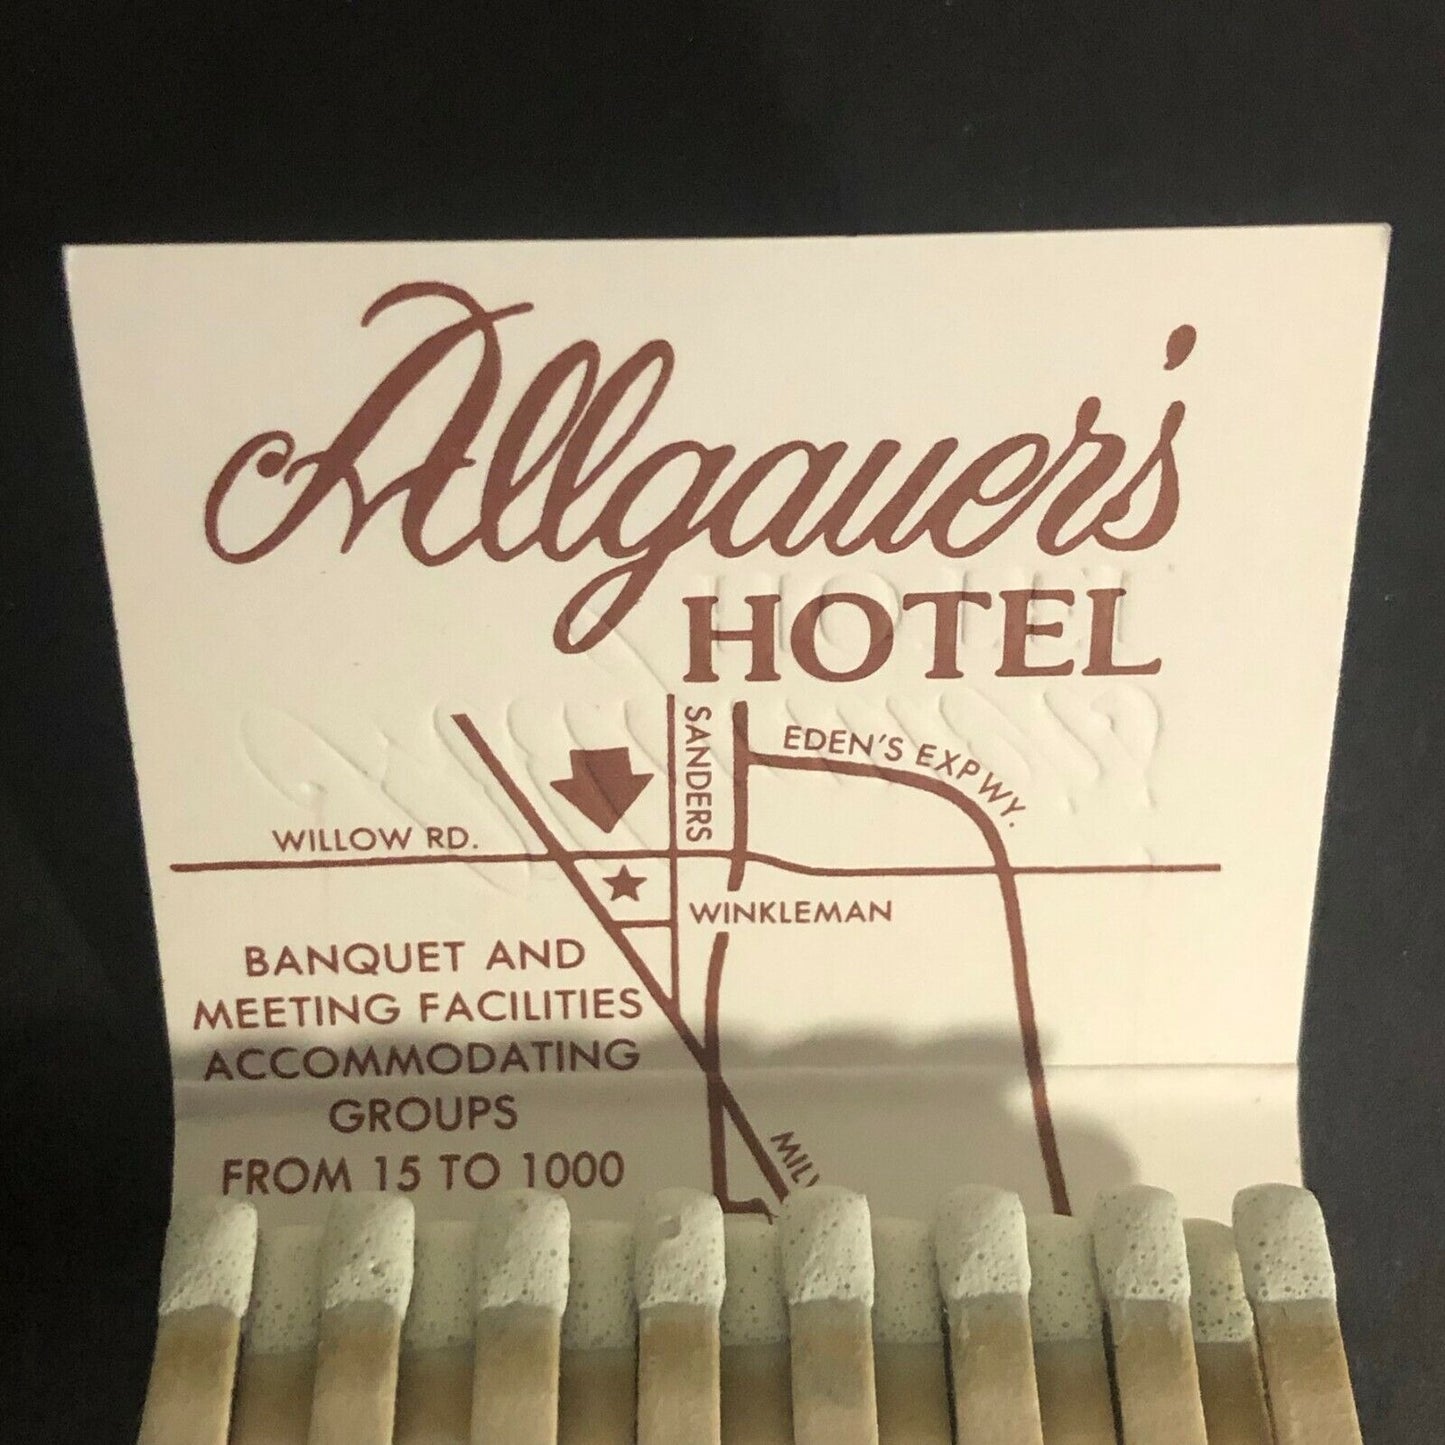 Allgauer's
HOTEL
SANDERS
EDEN'S EXPWY.
WILLOW RD.
WINKLEMAN
BANQUET AND
MEETING FACILITIES
ACCOMMODATING
GROUPS
FROM 15 TO 1000